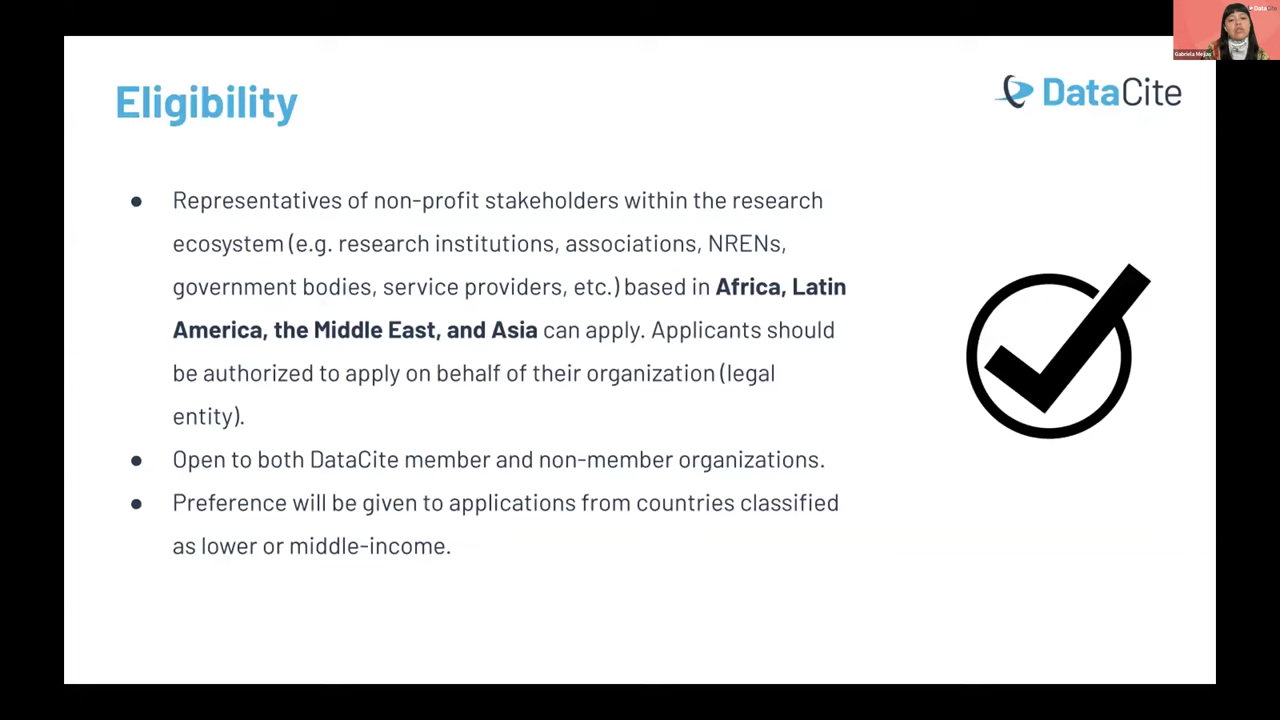 DataCite
Gabriela Mejias
Eligibility
DataCite
● Representatives of non-profit stakeholders within the research
ecosystem (e.g. research institutions, associations, NRENs,
government bodies, service providers, etc.) based in Africa, Latin
America, the Middle East, and Asia can apply. Applicants should
be authorized to apply on behalf of their organization (legal
entity).
● Open to both DataCite member and non-member organizations.
● Preference will be given to applications from countries classified
as lower or middle-income.